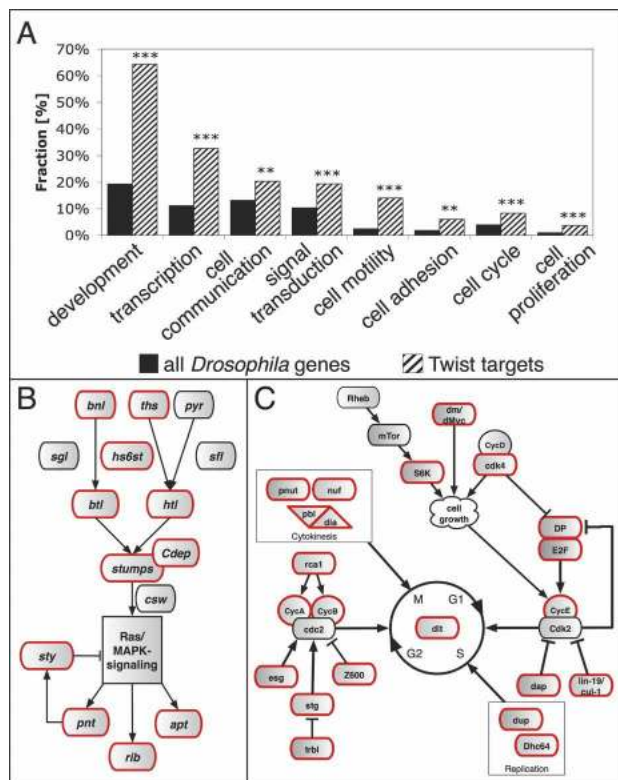 A
Fraction [%]
70%
60%
50%
40%
30%
20%
10%
0%
***
***
**
***
***
**
***
***
development
transcription
cell
communication
signal
transduction
cell motility
cell adhesion
cell cycle
cell
proliferation
all Drosophila genes
Twist targets
B
bnl
ths
pyr
sgl
hs6st
sfl
btl
htl
stumps
Cdep
csw
Ras/
MAPK-
signaling
sty
pnt
apt
rib
C
Rheb
mTor
S6K
dm/
dMyc
CycD
cdk4
cell
growth
pnut
nuf
pbl
dia
Cytokinesis
DP
E2F
rca1
CycA
CycB
cdc2
M
G1
G2
S
dlt
CycE
Cdk2
esg
Z600
stg
trbl
dap
lin-19/
cul-1
dup
Dhc64
Replication